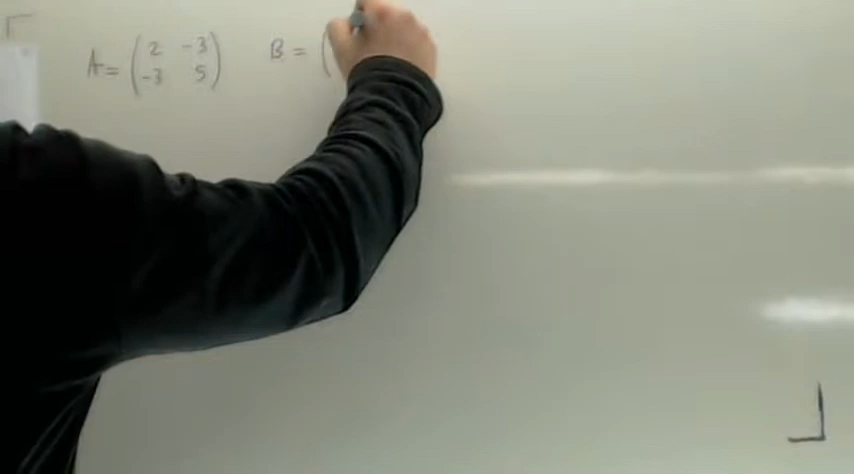 A = ( 2 -3 B = (
-3 5 )